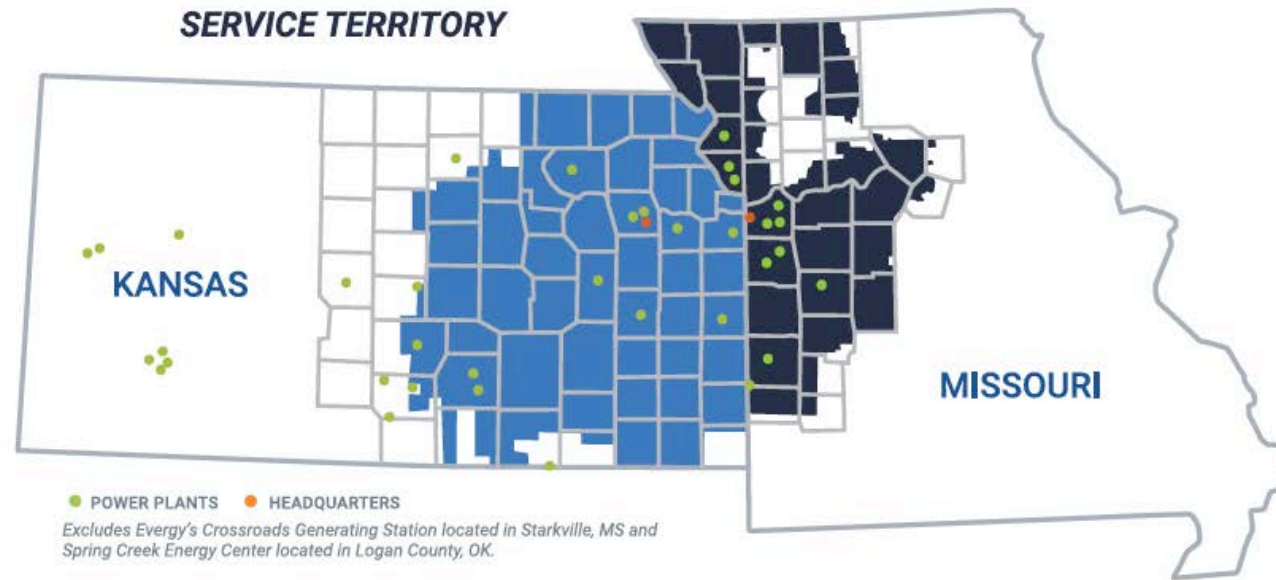 SERVICE TERRITORY
KANSAS
MISSOURI
POWER PLANTS HEADQUARTERS
Excludes Evergy's Crossroads Generating Station located in Starkville, MS and
Spring Creek Energy Center located in Logan County, OK.